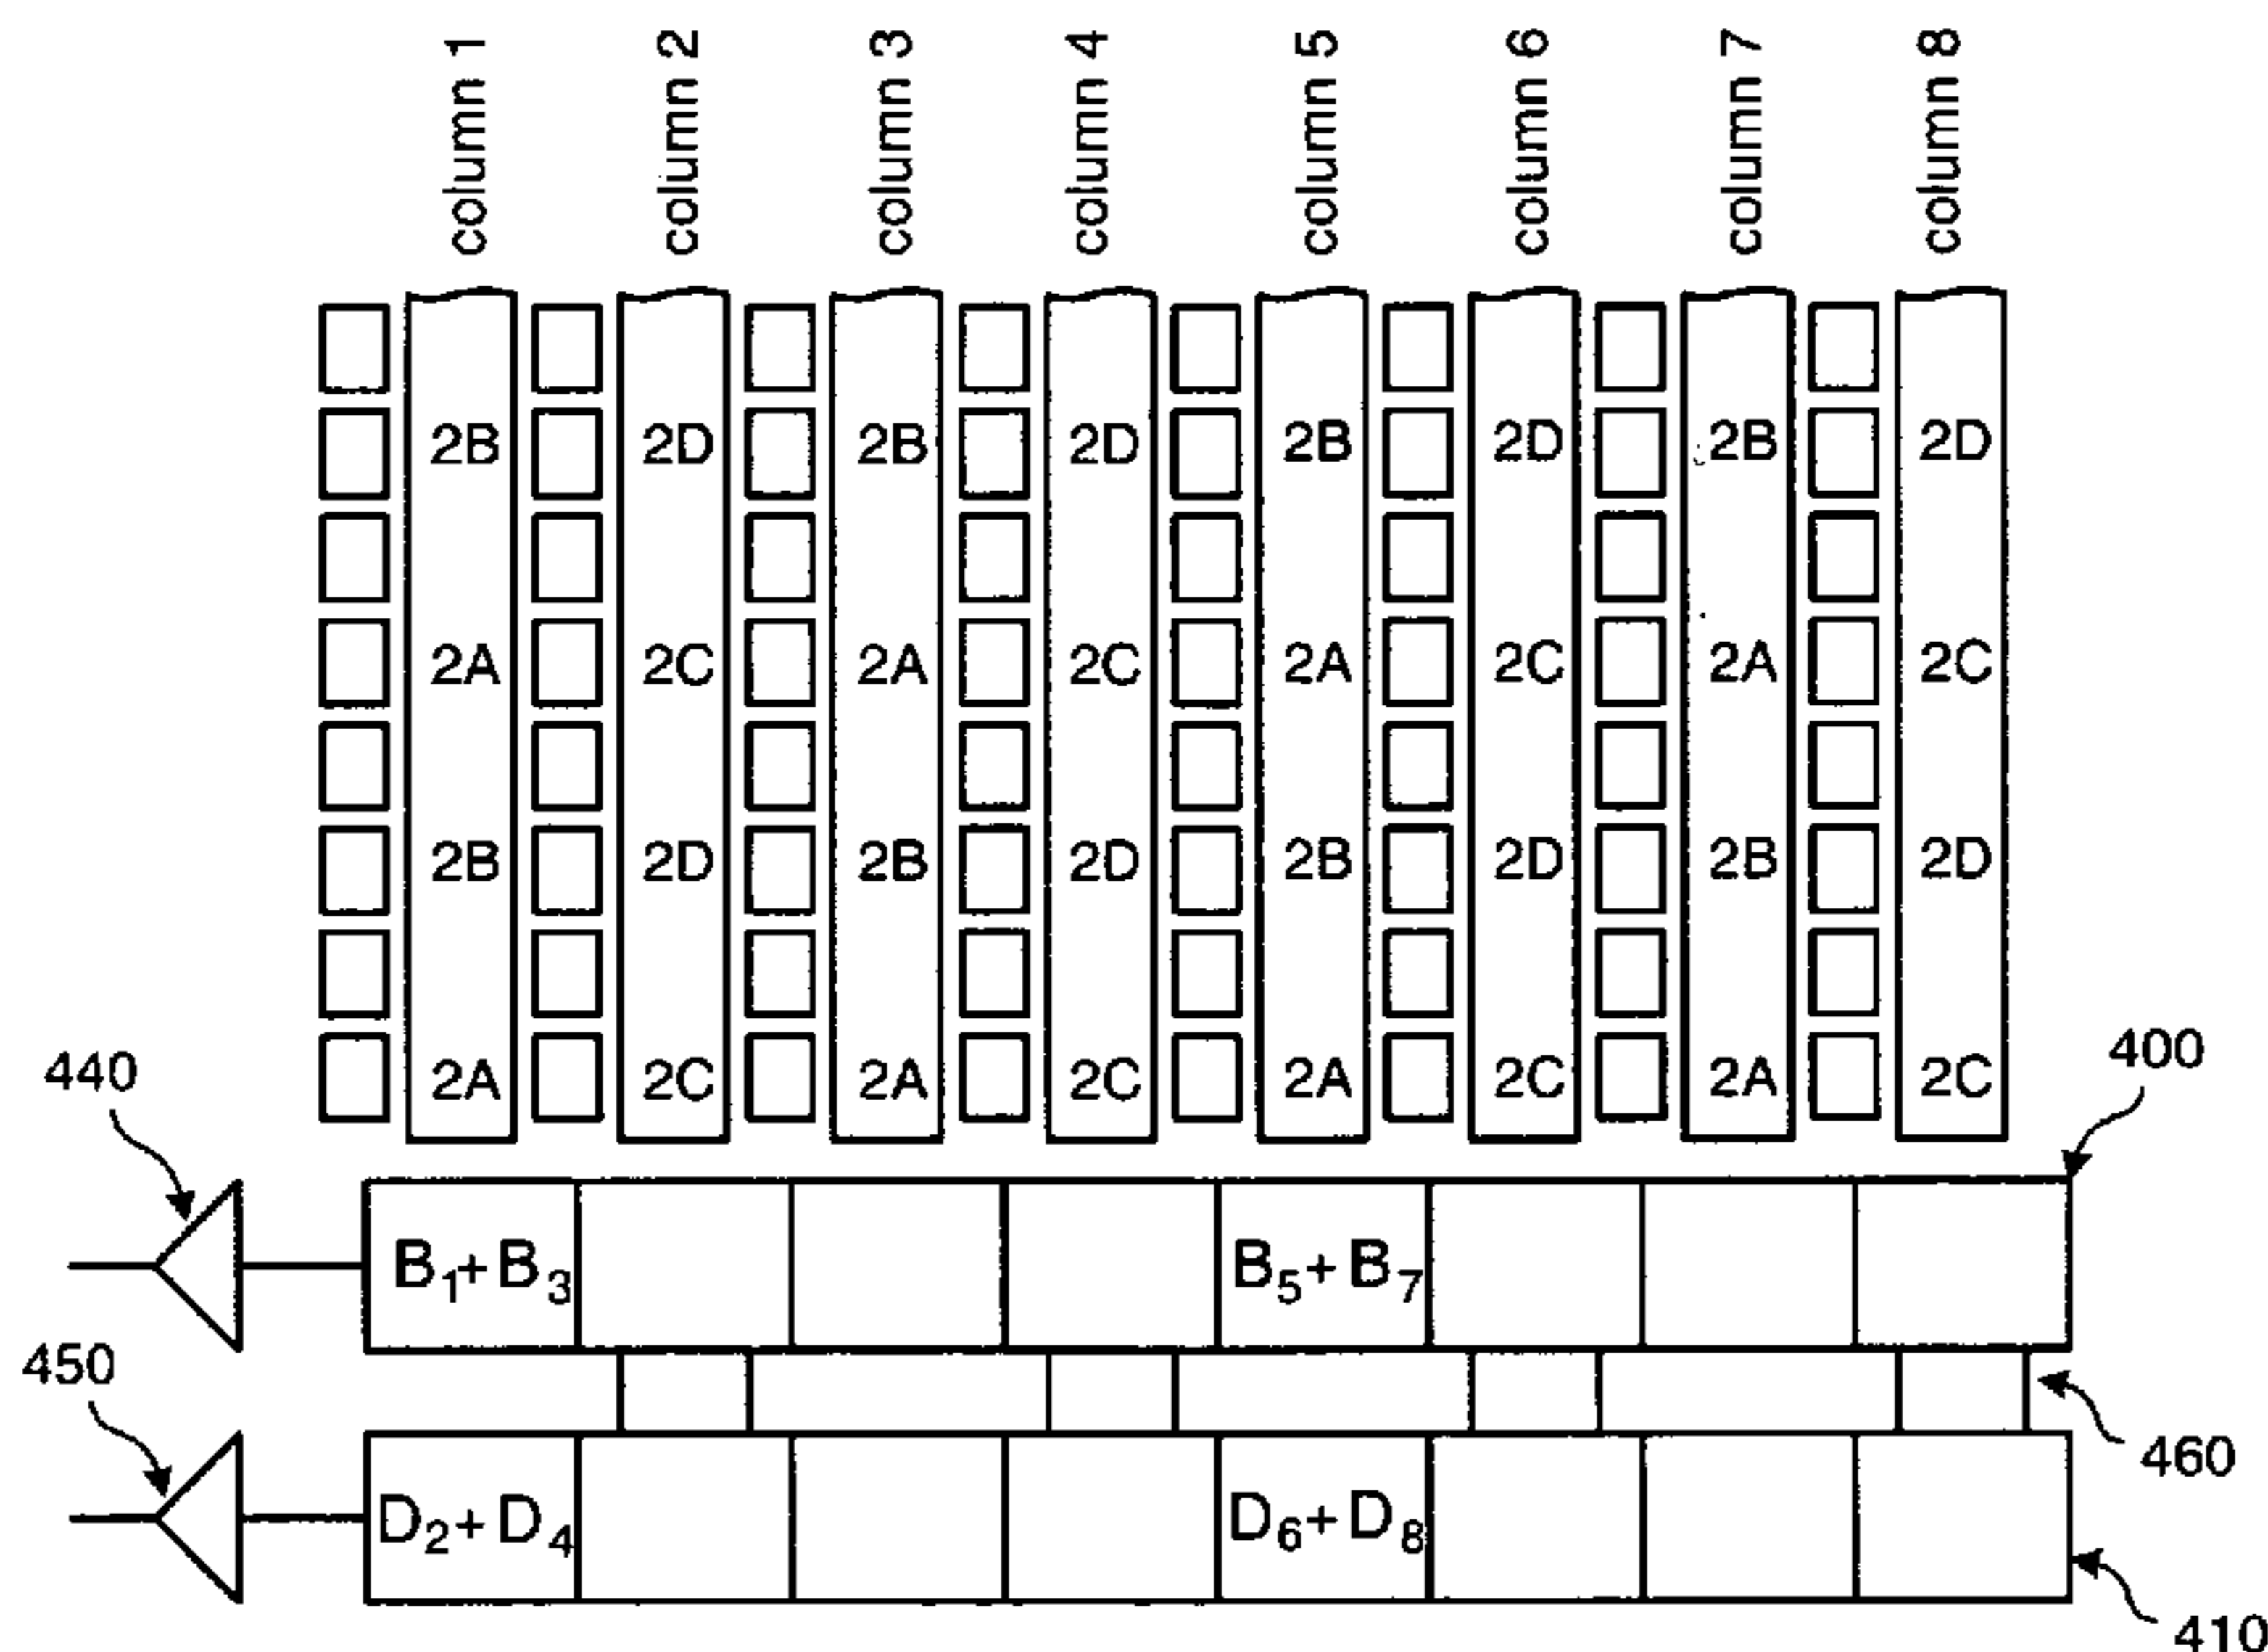 column 1 column 2 column 3 column 4 column 5 column 6 column 7 column 8
2B 2D 2B 2D 2B 2D 2B 2D
2A 2C 2A 2C 2A 2C 2A 2C
2B 2D 2B 2D 2B 2D 2B 2D
2A 2C 2A 2C 2A 2C 2A 2C
440 400
B₁+B₃ B₅+B₇
450 460
D₂+D₄ D₆+D₈
410